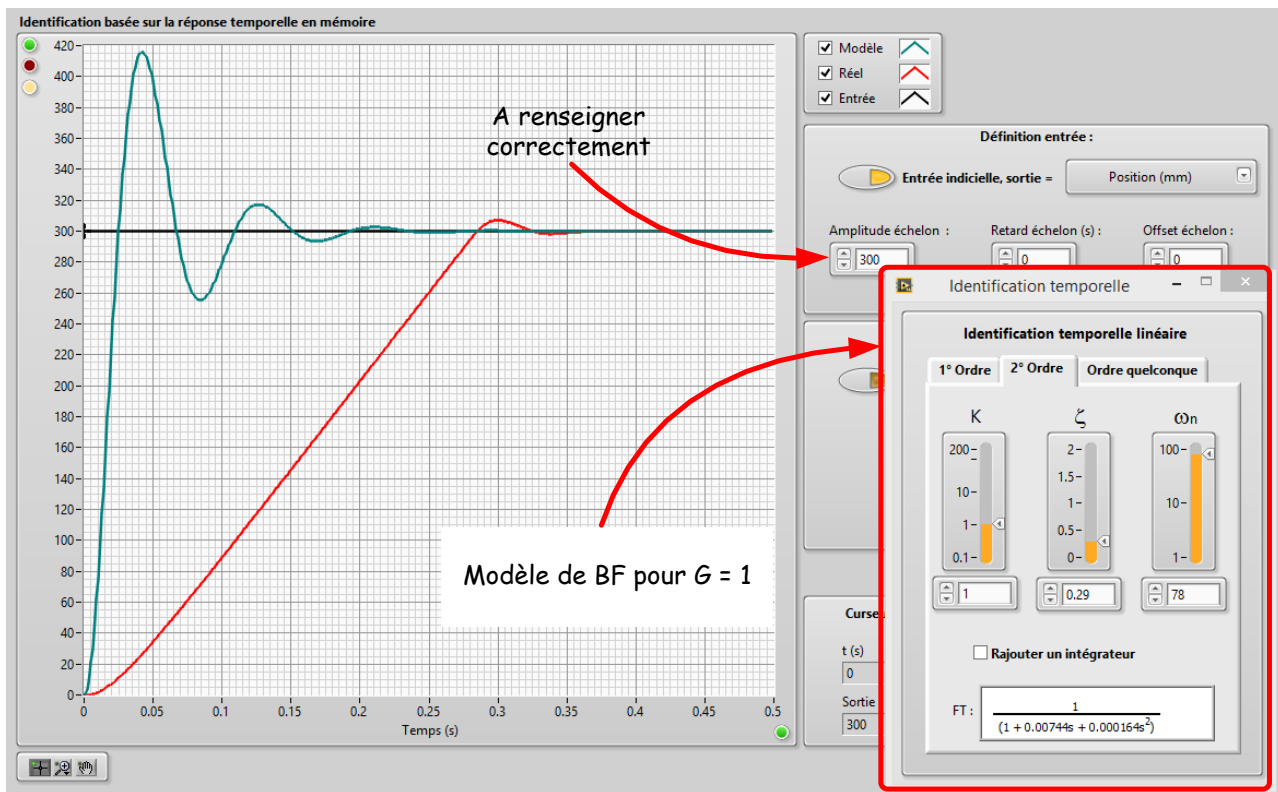 Identification basée sur la réponse temporelle en mémoire
420
400
380
360
340
320
300
280
260
240
220
200
180
160
140
120
100
80
60
40
20
0
0 0.05 0.1 0.15 0.2 0.25 0.3 0.35 0.4 0.45 0.5
Temps (s)
A renseigner
correctement
Modèle de BF pour G = 1
Modèle
Réel
Entrée
Définition entrée :
Entrée indicielle, sortie = Position (mm)
Amplitude échelon : Retard échelon (s) : Offset échelon :
300 0 0
Curse
t (s)
0
Sortie
300
Identification temporelle
Identification temporelle linéaire
1° Ordre 2° Ordre Ordre quelconque
K ζ ωn
200 2 100
1.5
10 1 10
1 0.5
0.1 0 1
1 0.29 78
Rajouter un intégrateur
FT :
1
(1 + 0.00744s + 0.000164s²)